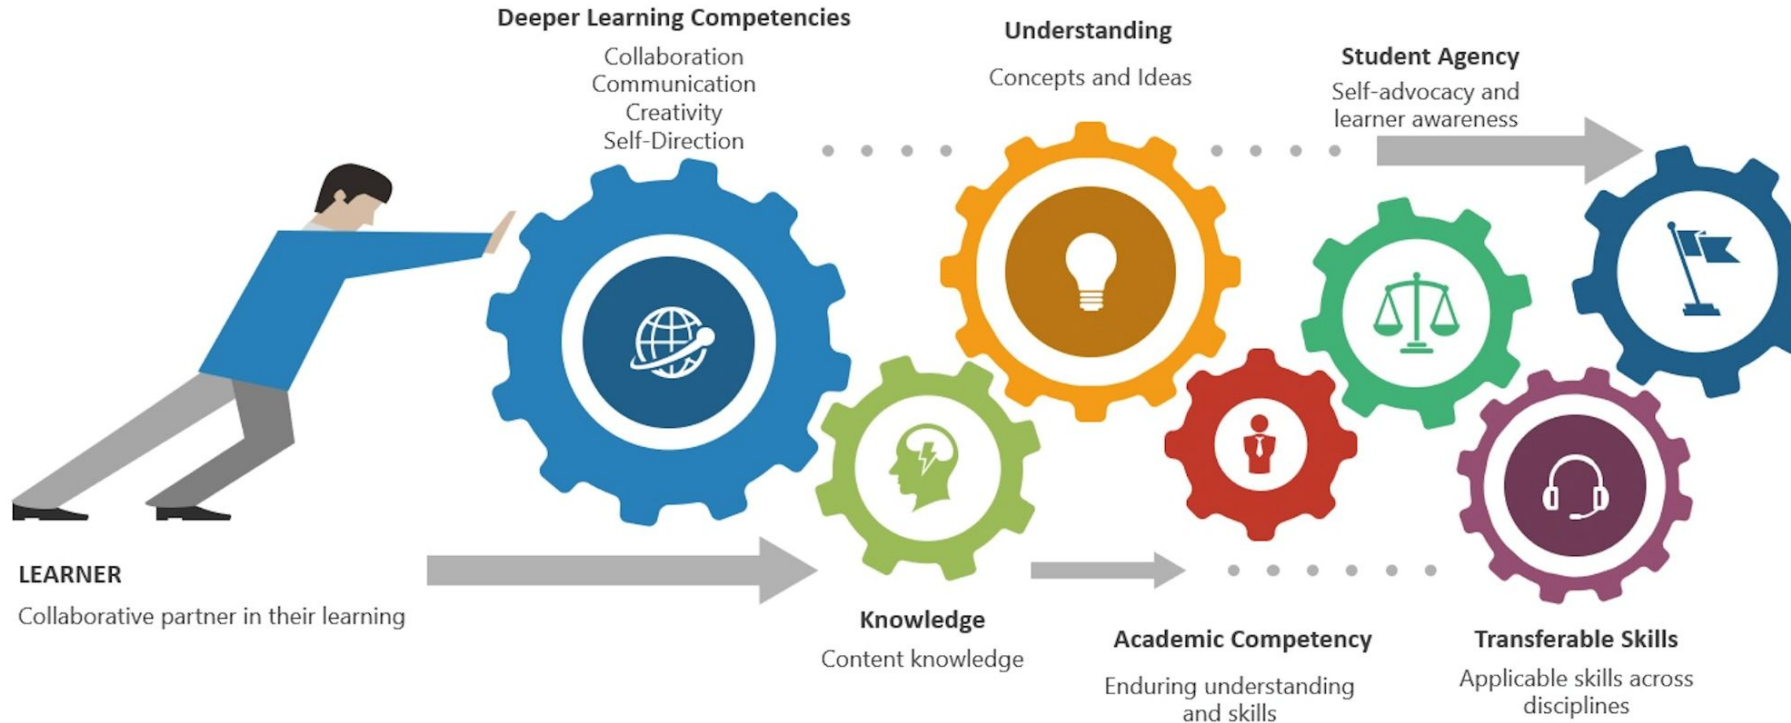 Deeper Learning Competencies
Collaboration
Communication
Creativity
Self-Direction
Understanding
Concepts and Ideas
Student Agency
Self-advocacy and
learner awareness
LEARNER
Collaborative partner in their learning
Knowledge
Content knowledge
Academic Competency
Enduring understanding
and skills
Transferable Skills
Applicable skills across
disciplines